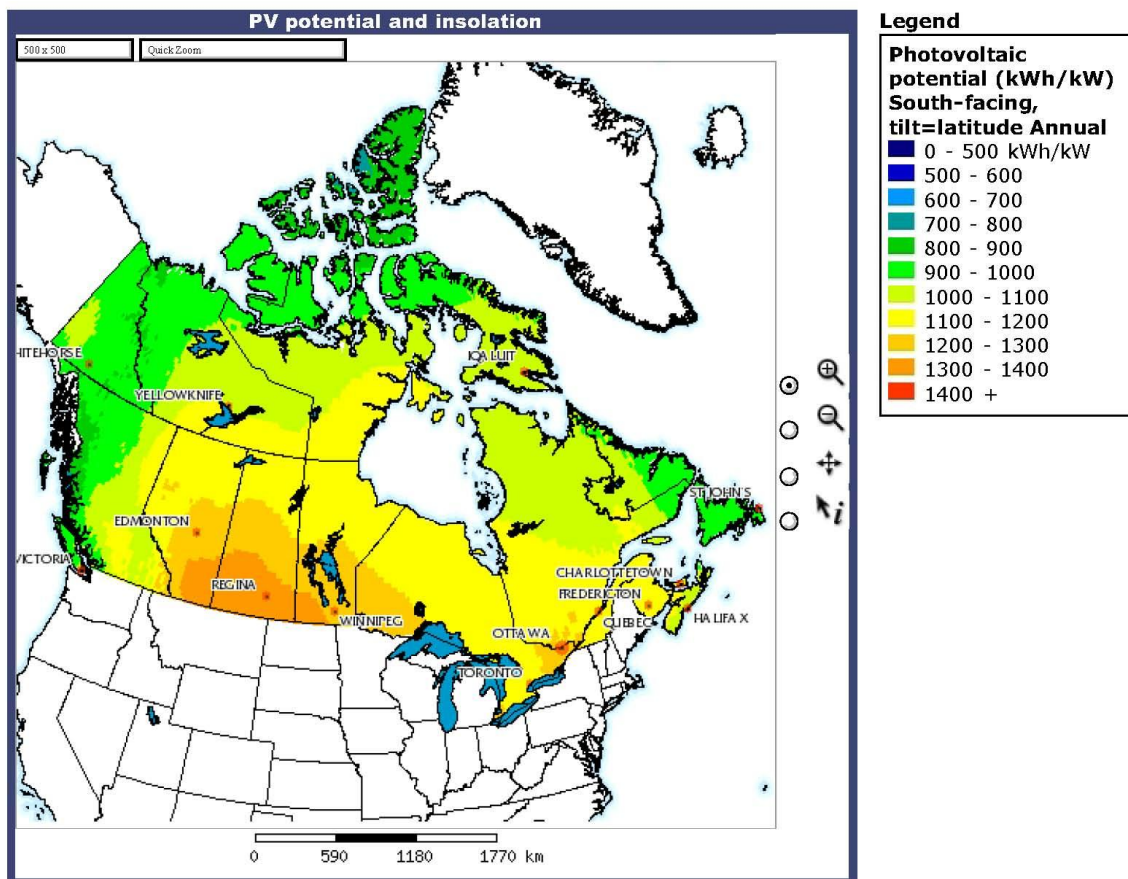 PV potential and insolation
500 x 500
Quick Zoom
HITEHORSE
YELLOWKNIFE
IQALUIT
EDMONTON
ST JOHN'S
VICTORIA
REGINA
CHARLOTTETOWN
FREDERICTON
WINNIPEG
QUEBEC
HALIFAX
OTTAWA
TORONTO
0 590 1180 1770 km
Legend
Photovoltaic
potential (kWh/kW)
South-facing,
tilt=latitude Annual
0 - 500 kWh/kW
500 - 600
600 - 700
700 - 800
800 - 900
900 - 1000
1000 - 1100
1100 - 1200
1200 - 1300
1300 - 1400
1400 +
i